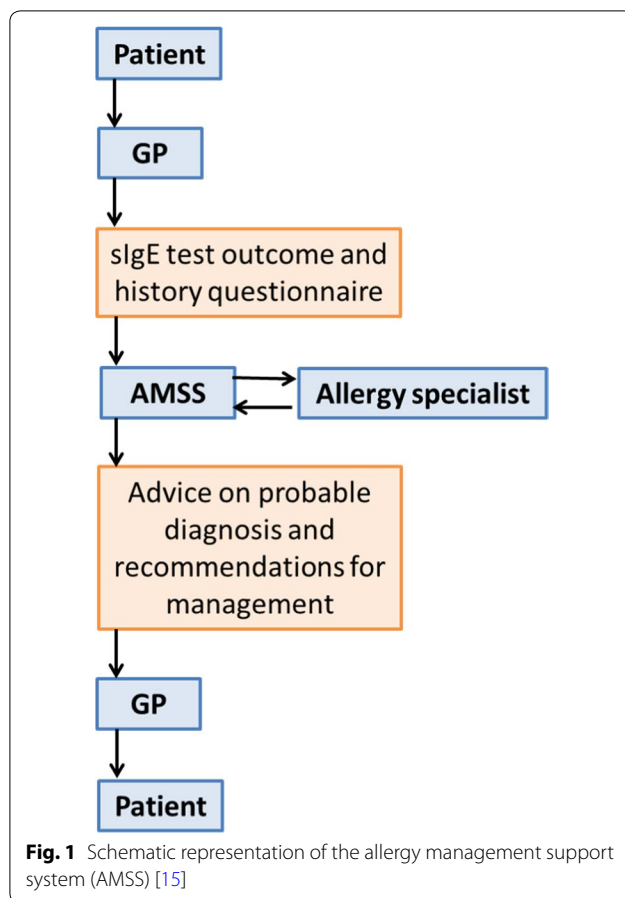 Patient
GP
sIgE test outcome and
history questionnaire
AMSS
Allergy specialist
Advice on probable
diagnosis and
recommendations for
management
GP
Patient
Fig. 1 Schematic representation of the allergy management support
system (AMSS) [15]